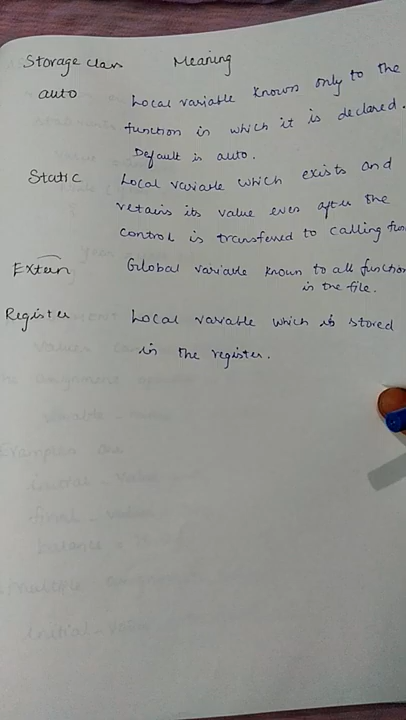 Storage class Meaning
auto Local variable known only to the
function in which it is declared.
Default is auto.
Static Local variable which exists and
retains its value even after the
control is transferred to calling fun
Extern Global variable known to all function
in the file.
Register Local varable which is stored
in the register.